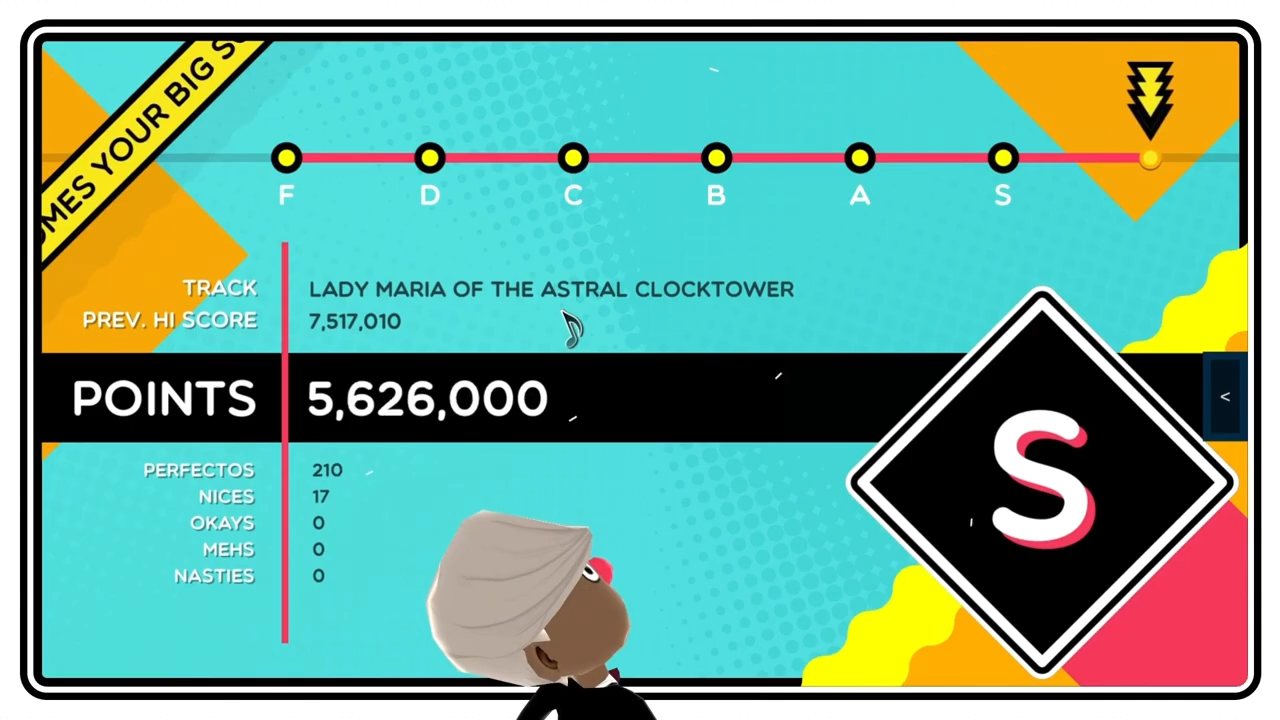 OMES YOUR BIG S
F D C B A S
TRACK LADY MARIA OF THE ASTRAL CLOCKTOWER
PREV. HI SCORE 7,517,010
POINTS 5,626,000
<
S
PERFECTOS 210
NICES 17
OKAYS 0
MEHS 0
NASTIES 0